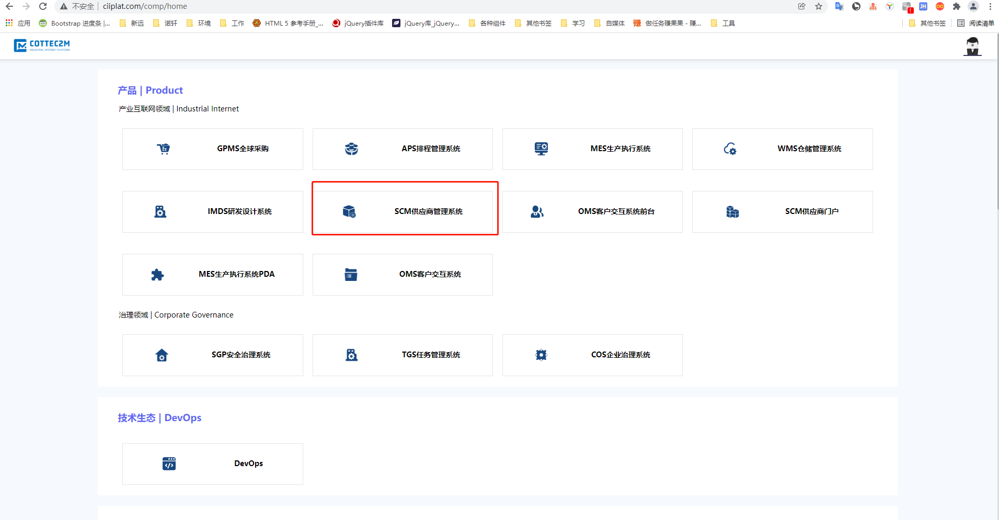 不安全 ciiplat.com/comp/home
应用 Bootstrap 进度条 |... 新远 诺轩 环境 工作 HTML 5 参考手册_... jQuery插件库 jQuery库_jQuery... 各种组件 其他书签 学习 自媒体 赚 做任务赚果果 - 赚... 工具 其他书签 阅读清单
COTTEC2M
INDUSTRIAL INTERNET PLATFORM
产品 | Product
产业互联网领域 | Industrial Internet
GPMS全球采购 APS排程管理系统 MES生产执行系统 WMS仓储管理系统
IMDS研发设计系统 SCM供应商管理系统 OMS客户交互系统前台 SCM供应商门户
MES生产执行系统PDA OMS客户交互系统
治理领域 | Corporate Governance
SGP安全治理系统 TGS任务管理系统 COS企业治理系统
技术生态 | DevOps
DevOps